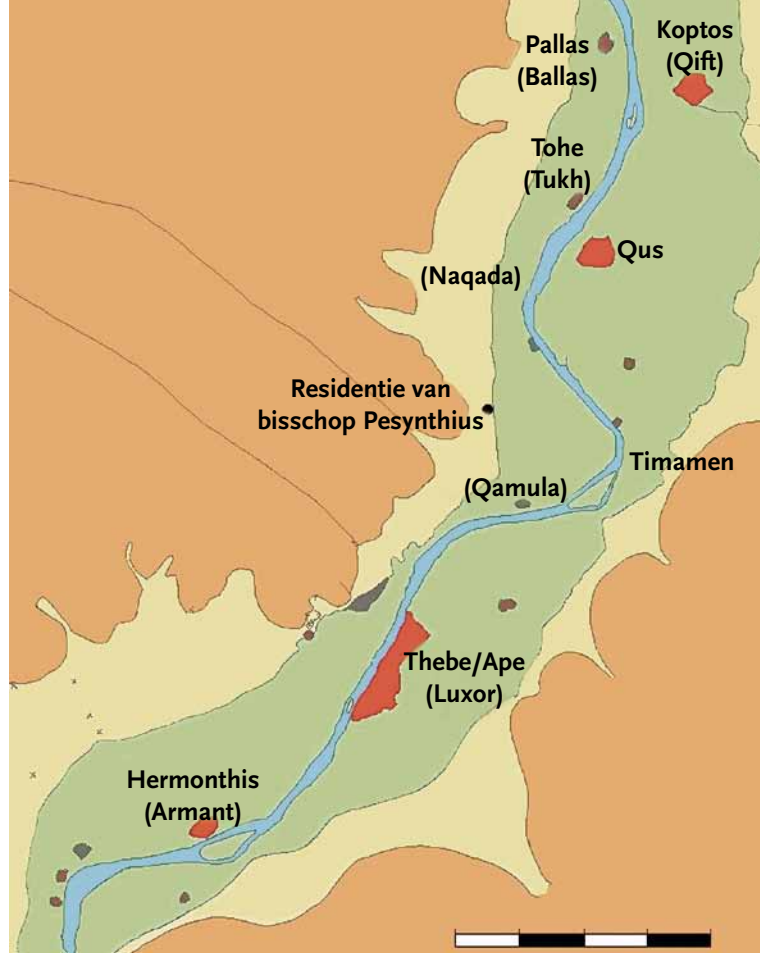 Koptos
(Qift)
Pallas
(Ballas)
Tohe
(Tukh)
Qus
(Naqada)
Residentie van
bisschop Pesynthius
Timamen
(Qamula)
Thebe/Ape
(Luxor)
Hermonthis
(Armant)